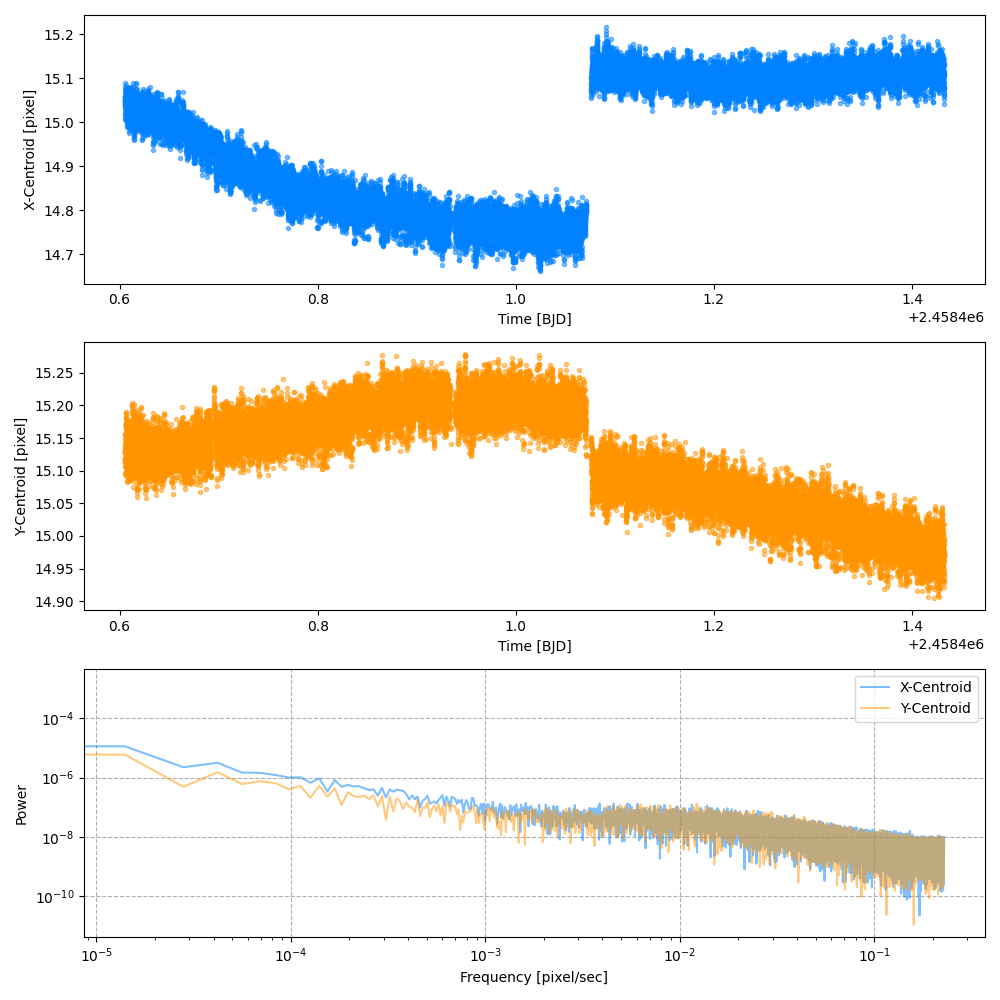 15.2
15.1
15.0
14.9
14.8
14.7
X-Centroid [pixel]
0.6 0.8 1.0 1.2 1.4
Time [BJD]
+2.4584e6
15.25
15.20
15.15
15.10
15.05
15.00
14.95
14.90
Y-Centroid [pixel]
0.6 0.8 1.0 1.2 1.4
Time [BJD]
+2.4584e6
X-Centroid
Y-Centroid
10⁻⁴
10⁻⁶
10⁻⁸
10⁻¹⁰
Power
10⁻⁵ 10⁻⁴ 10⁻³ 10⁻² 10⁻¹
Frequency [pixel/sec]